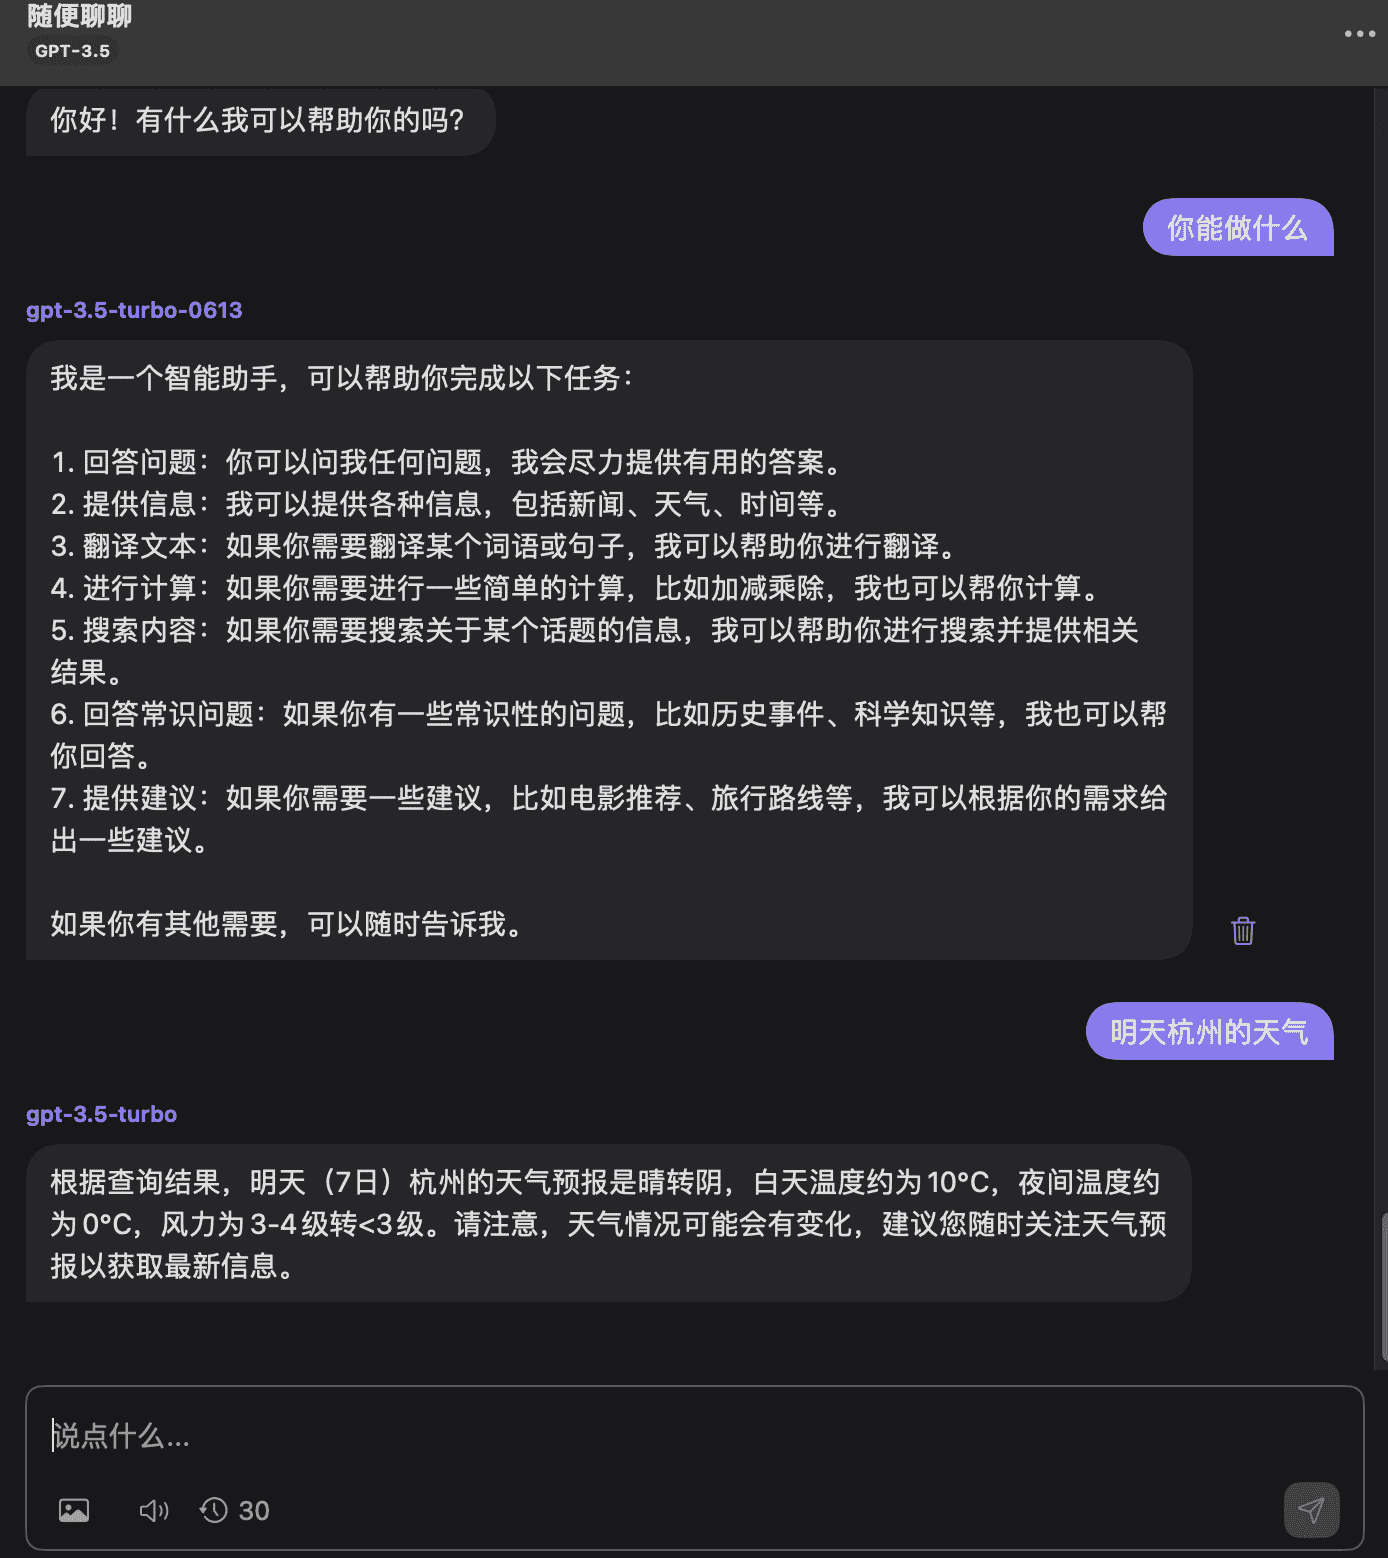 随便聊聊
GPT-3.5
你好！有什么我可以帮助你的吗？
你能做什么
gpt-3.5-turbo-0613
我是一个智能助手，可以帮助你完成以下任务：
1. 回答问题：你可以问我任何问题，我会尽力提供有用的答案。
2. 提供信息：我可以提供各种信息，包括新闻、天气、时间等。
3. 翻译文本：如果你需要翻译某个词语或句子，我可以帮助你进行翻译。
4. 进行计算：如果你需要进行一些简单的计算，比如加减乘除，我也可以帮你计算。
5. 搜索内容：如果你需要搜索关于某个话题的信息，我可以帮助你进行搜索并提供相关
结果。
6. 回答常识问题：如果你有一些常识性的问题，比如历史事件、科学知识等，我也可以帮
你回答。
7. 提供建议：如果你需要一些建议，比如电影推荐、旅行路线等，我可以根据你的需求给
出一些建议。
如果你有其他需要，可以随时告诉我。
明天杭州的天气
gpt-3.5-turbo
根据查询结果，明天（7日）杭州的天气预报是晴转阴，白天温度约为10°C，夜间温度约
为0°C，风力为3-4级转<3级。请注意，天气情况可能会有变化，建议您随时关注天气预
报以获取最新信息。
说点什么...
30